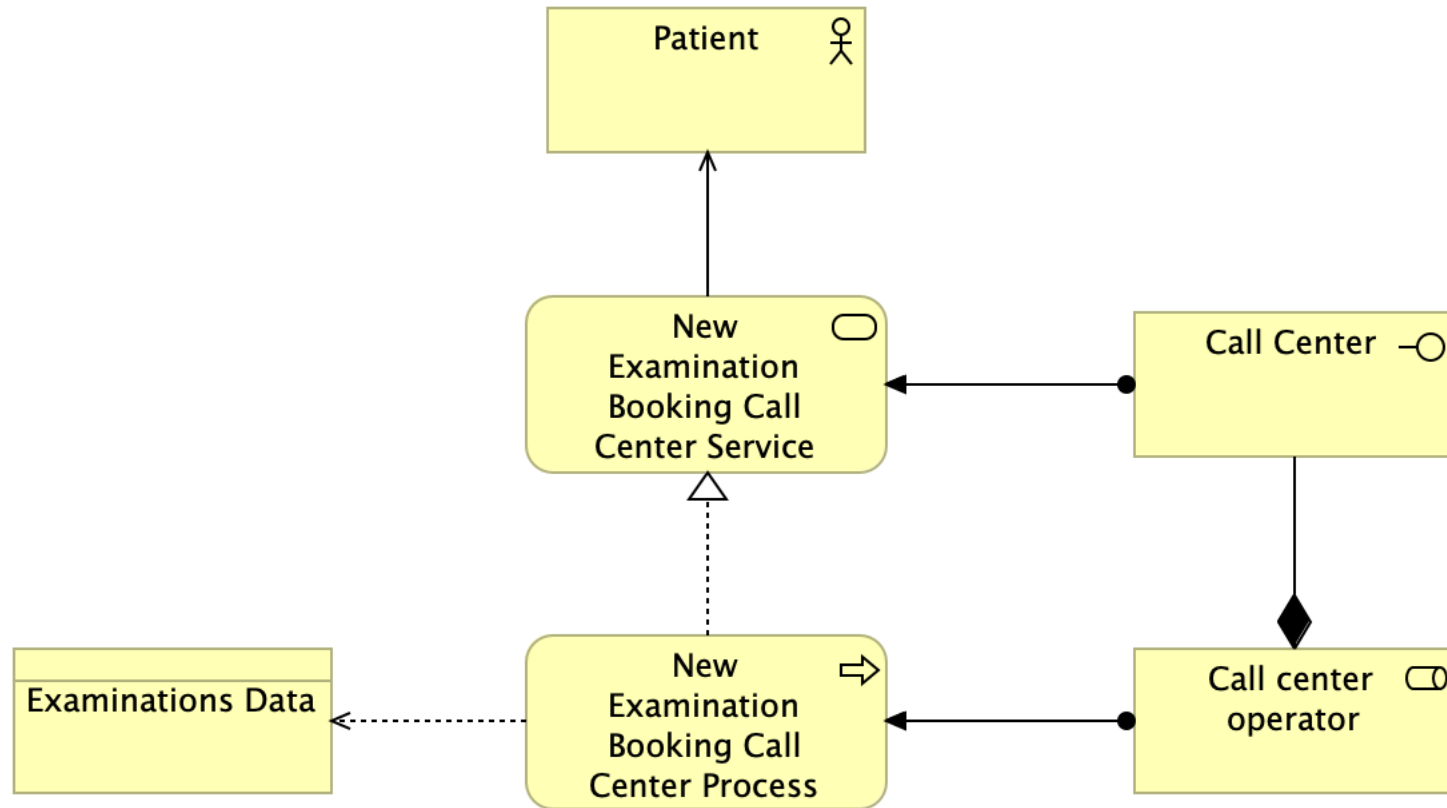 Patient
New
Examination
Booking Call
Center Service
Call Center
Examinations Data
New
Examination
Booking Call
Center Process
Call center
operator